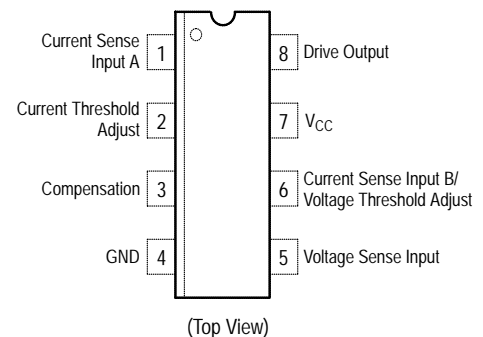 Current Sense
Input A
1
8
Drive Output
Current Threshold
Adjust
2
7
VCC
Compensation
3
6
Current Sense Input B/
Voltage Threshold Adjust
GND
4
5
Voltage Sense Input
(Top View)